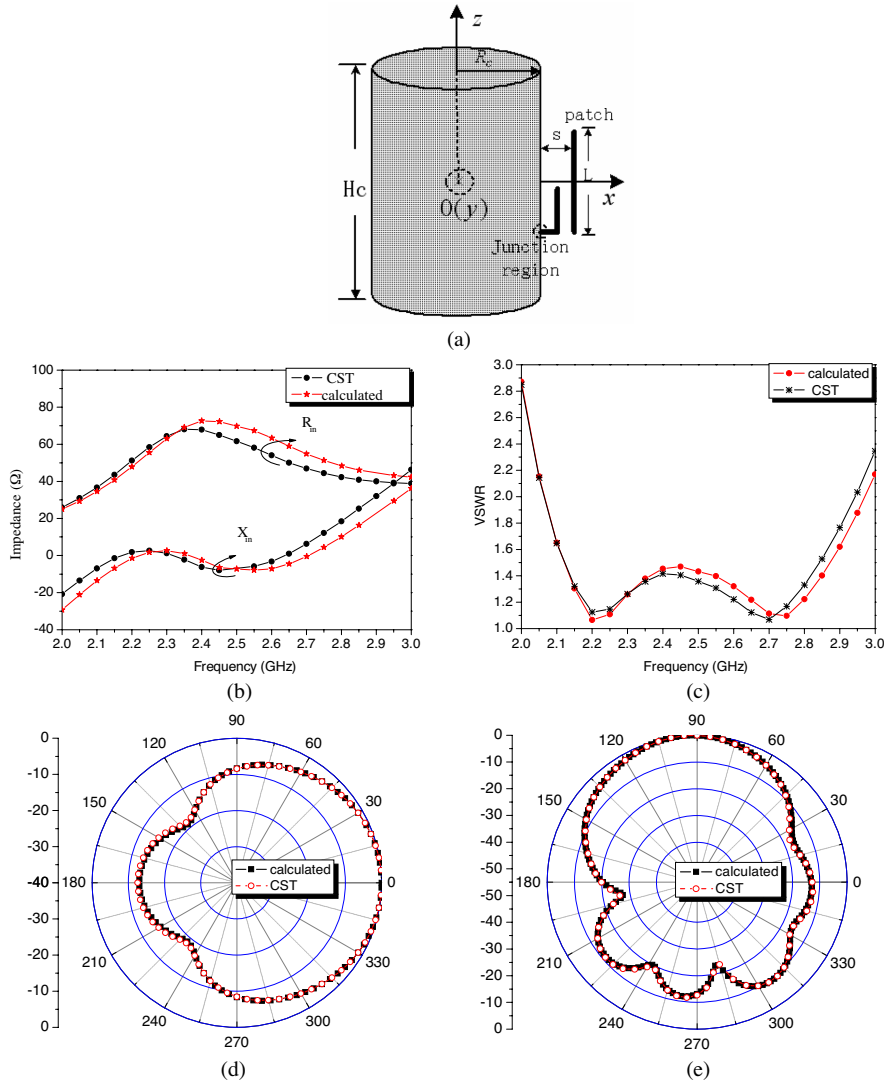 z
R_c
patch
s
L
Hc
x
O(y)
Junction
region
(a)
100
80
60
40
20
0
-20
-40
Impedance (Ω)
CST
calculated
R_in
X_in
2.0 2.1 2.2 2.3 2.4 2.5 2.6 2.7 2.8 2.9 3.0
Frequency (GHz)
(b)
3.0
2.8
2.6
2.4
2.2
2.0
1.8
1.6
1.4
1.2
1.0
VSWR
calculated
CST
2.0 2.1 2.2 2.3 2.4 2.5 2.6 2.7 2.8 2.9 3.0
Frequency (GHz)
(c)
0
-10
-20
-30
-40
-30
-20
-10
0
90
120 60
150 30
180 0
210 330
240 300
270
calculated
CST
(d)
0
-10
-20
-30
-40
-50
-60
-50
-40
-30
-20
-10
0
90
120 60
150 30
180 0
210 330
240 300
270
calculated
CST
(e)